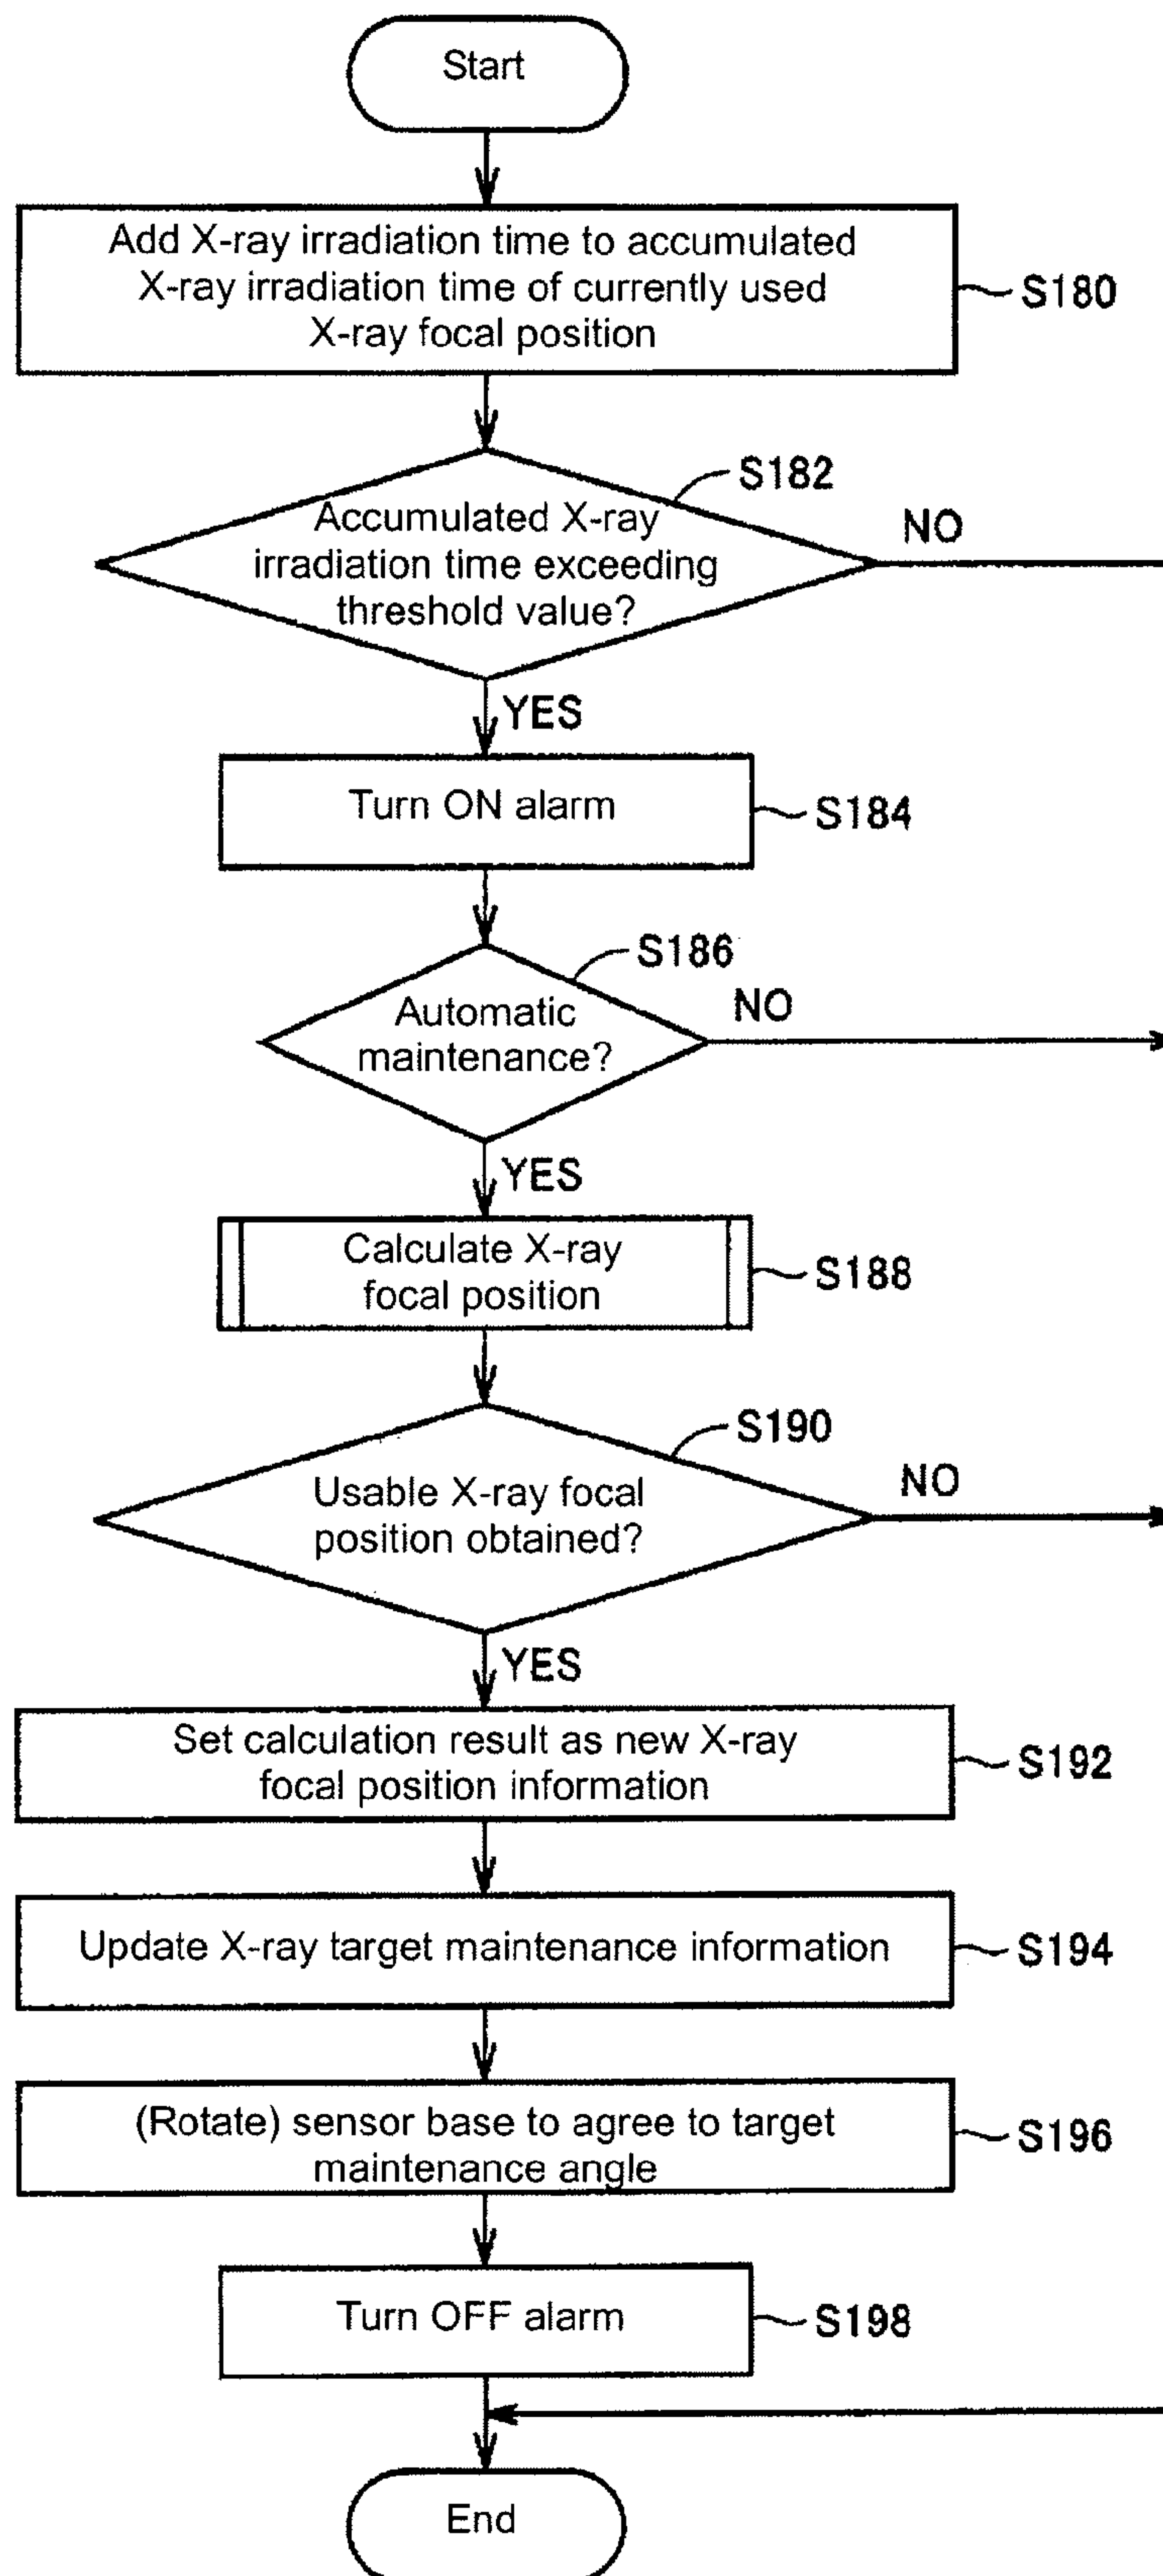 Start
Add X-ray irradiation time to accumulated
X-ray irradiation time of currently used
X-ray focal position
S180
S182
Accumulated X-ray
irradiation time exceeding
threshold value?
NO
YES
Turn ON alarm
S184
S186
Automatic
maintenance?
NO
YES
Calculate X-ray
focal position
S188
S190
Usable X-ray focal
position obtained?
NO
YES
Set calculation result as new X-ray
focal position information
S192
Update X-ray target maintenance information
S194
(Rotate) sensor base to agree to target
maintenance angle
S196
Turn OFF alarm
S198
End